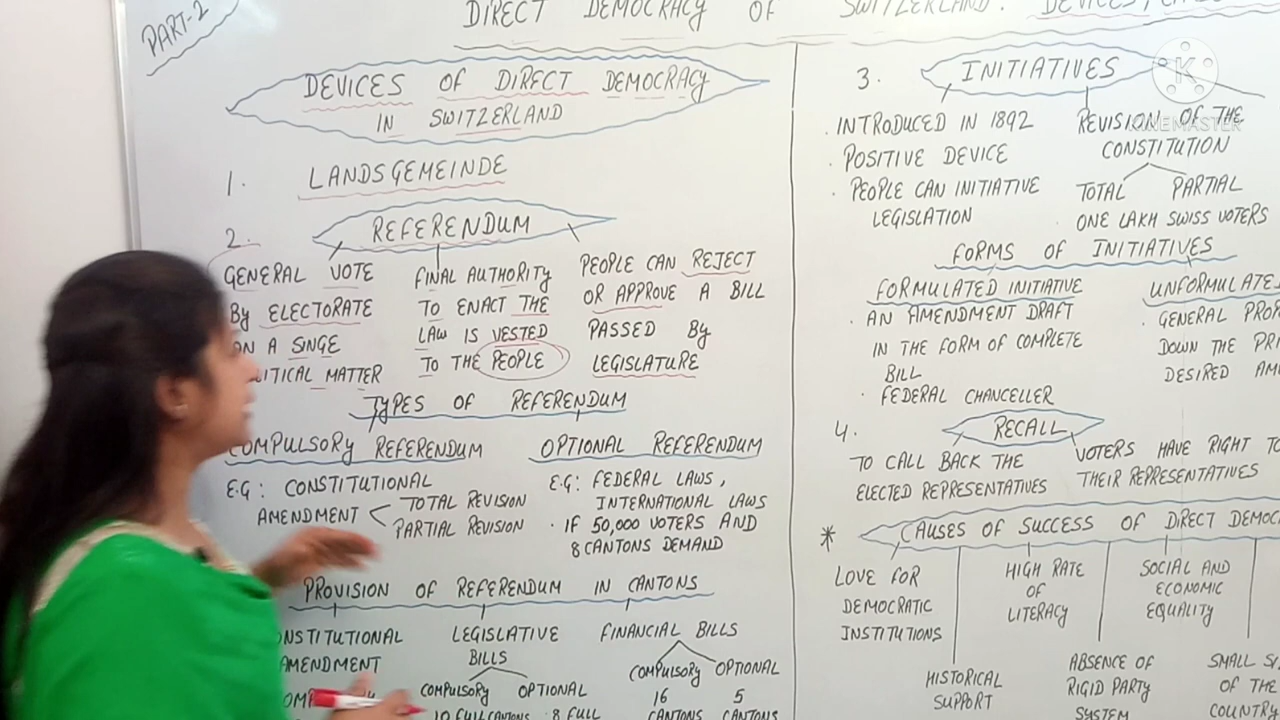 PART-2
DIRECT DEMOCRACY OF SWITZERLAND:
DEVICES OF DIRECT DEMOCRACY
IN SWITZERLAND
1. LANDSGEMEINDE
2. REFERENDUM
GENERAL VOTE
BY ELECTORATE
ON A SINGE
MATTER
FINAL AUTHORITY
TO ENACT THE
LAW IS VESTED
TO THE PEOPLE
PEOPLE CAN REJECT
OR APPROVE A BILL
PASSED BY
LEGISLATURE
TYPES OF REFERENDUM
COMPULSORY REFERENDUM
E.G: CONSTITUTIONAL
AMENDMENT
TOTAL REVISION
PARTIAL REVISION
OPTIONAL REFERENDUM
E.G: FEDERAL LAWS,
INTERNATIONAL LAWS
· IF 50,000 VOTERS AND
8 CANTONS DEMAND
PROVISION OF REFERENDUM IN CANTONS
AMENDMENT
LEGISLATIVE
BILLS
COMPULSORY OPTIONAL
10 FULL CANTONS 8 FULL
FINANCIAL BILLS
COMPULSORY OPTIONAL
16 5
CANTONS CANTONS
3. INITIATIVES
· INTRODUCED IN 1892
· POSITIVE DEVICE
· PEOPLE CAN INITIATIVE
LEGISLATION
REVISION OF THE
CONSTITUTION
TOTAL PARTIAL
ONE LAKH SWISS VOTERS
K
KINEMASTER
FORMS OF INITIATIVES
FORMULATED INITIATIVE
· AN AMENDMENT DRAFT
IN THE FORM OF COMPLETE
BILL
· FEDERAL CHANCELLER
UNFORMULATE
· GENERAL
DOWN THE
DESIRED
4. RECALL
TO CALL BACK THE
ELECTED REPRESENTATIVES
VOTERS HAVE RIGHT TO
THEIR REPRESENTATIVES
* CAUSES OF SUCCESS OF DIRECT DEMOC
LOVE FOR
DEMOCRATIC
INSTITUTIONS
HISTORICAL
SUPPORT
HIGH RATE
OF
LITERACY
ABSENCE OF
RIGID PARTY
SYSTEM
SOCIAL AND
ECONOMIC
EQUALITY
SMALL
OF THE
COUNTRY